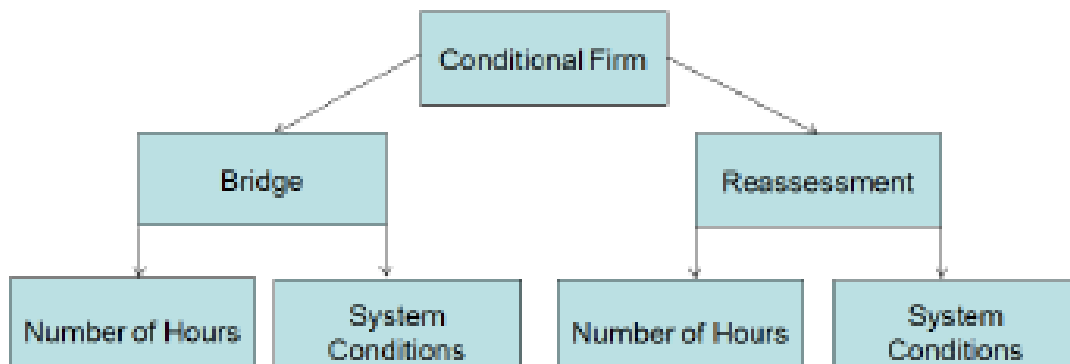 Conditional Firm
Bridge
Reassessment
Number of Hours
System
Conditions
Number of Hours
System
Conditions